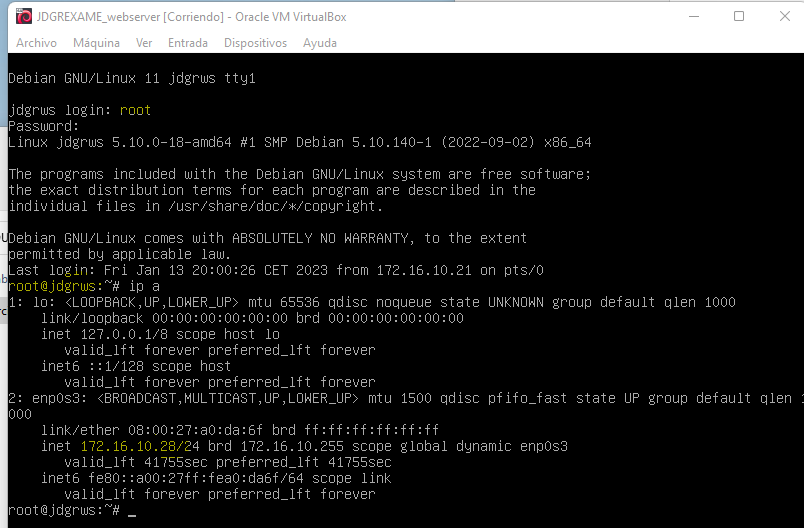 JDGREXAME_webserver [Corriendo] - Oracle VM VirtualBox
Archivo Máquina Ver Entrada Dispositivos Ayuda
Debian GNU/Linux 11 jdgrws tty1
jdgrws login: root
Password:
Linux jdgrws 5.10.0-18-amd64 #1 SMP Debian 5.10.140-1 (2022-09-02) x86_64
The programs included with the Debian GNU/Linux system are free software;
the exact distribution terms for each program are described in the
individual files in /usr/share/doc/*/copyright.
Debian GNU/Linux comes with ABSOLUTELY NO WARRANTY, to the extent
permitted by applicable law.
Last login: Fri Jan 13 20:00:26 CET 2023 from 172.16.10.21 on pts/0
root@jdgrws:~# ip a
1: lo: <LOOPBACK,UP,LOWER_UP> mtu 65536 qdisc noqueue state UNKNOWN group default qlen 1000
link/loopback 00:00:00:00:00:00 brd 00:00:00:00:00:00
inet 127.0.0.1/8 scope host lo
valid_lft forever preferred_lft forever
inet6 ::1/128 scope host
valid_lft forever preferred_lft forever
2: enp0s3: <BROADCAST,MULTICAST,UP,LOWER_UP> mtu 1500 qdisc pfifo_fast state UP group default qlen 1
000
link/ether 08:00:27:a0:da:6f brd ff:ff:ff:ff:ff:ff
inet 172.16.10.28/24 brd 172.16.10.255 scope global dynamic enp0s3
valid_lft 41755sec preferred_lft 41755sec
inet6 fe80::a00:27ff:fea0:da6f/64 scope link
valid_lft forever preferred_lft forever
root@jdgrws:~# _